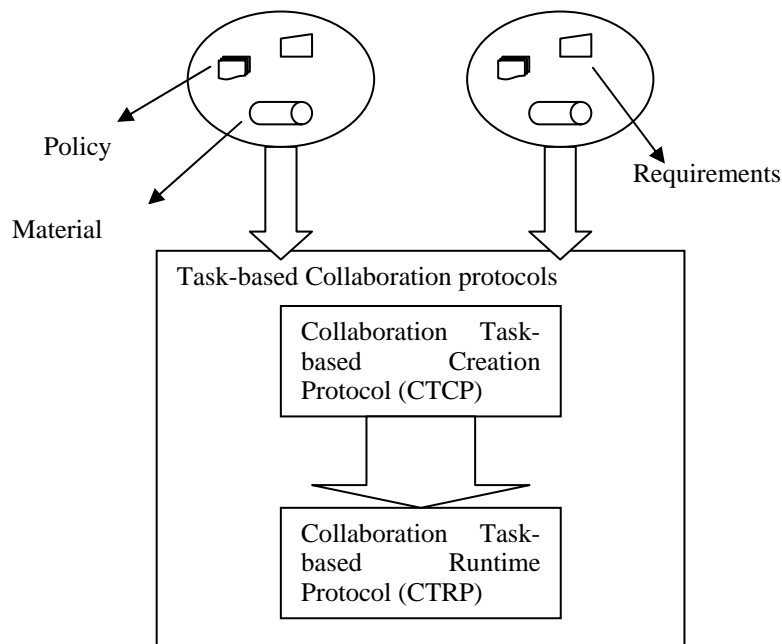 Policy
Requirements
Material
Task-based Collaboration protocols
Collaboration Task-
based Creation
Protocol (CTCP)
Collaboration Task-
based Runtime
Protocol (CTRP)